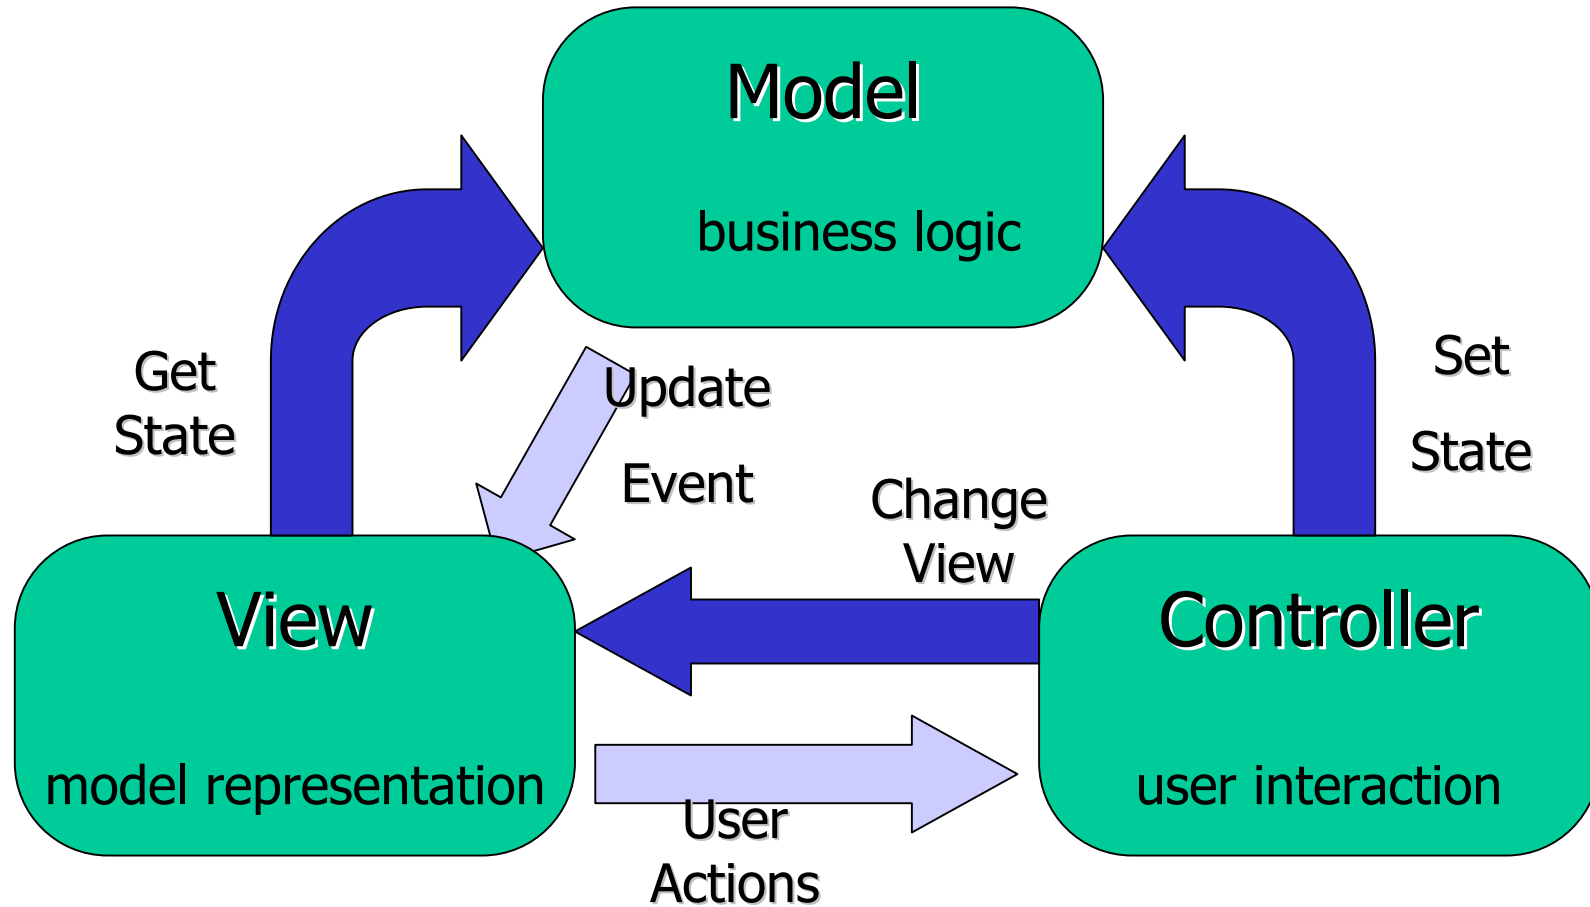 Model
business logic
Get
State
Update
Event
Set
State
Change
View
View
model representation
Controller
user interaction
User
Actions